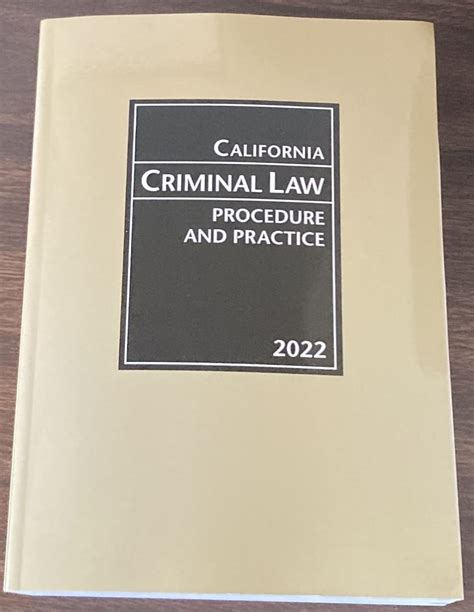 CALIFORNIA
CRIMINAL LAW
PROCEDURE
AND PRACTICE
2022